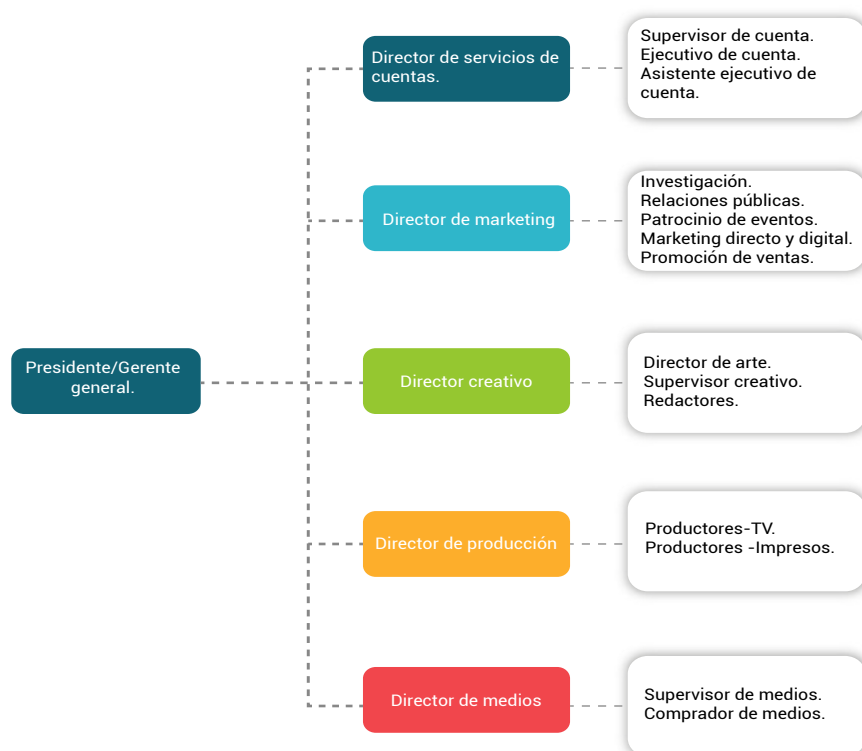 Director de servicios de
cuentas.
Supervisor de cuenta.
Ejecutivo de cuenta.
Asistente ejecutivo de
cuenta.
Director de marketing
Investigación.
Relaciones públicas.
Patrocinio de eventos.
Marketing directo y digital.
Promoción de ventas.
Presidente/Gerente
general.
Director creativo
Director de arte.
Supervisor creativo.
Redactores.
Director de producción
Productores-TV.
Productores -Impresos.
Director de medios
Supervisor de medios.
Comprador de medios.